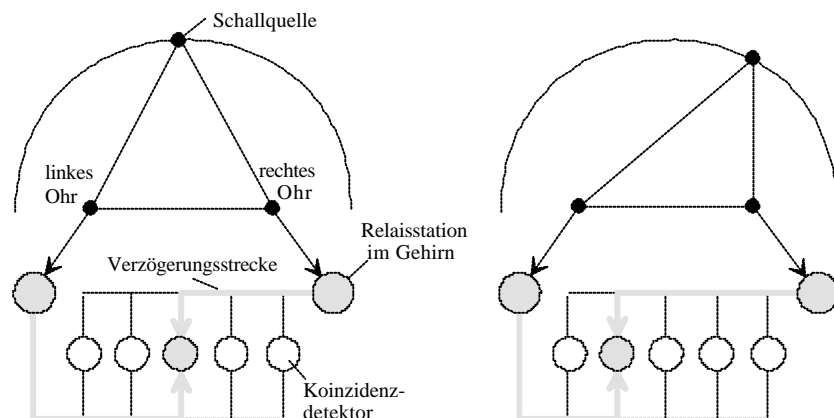 Schallquelle
linkes
Ohr
rechtes
Ohr
Relaisstation
im Gehirn
Verzögerungsstrecke
Koinzidenz-
detektor